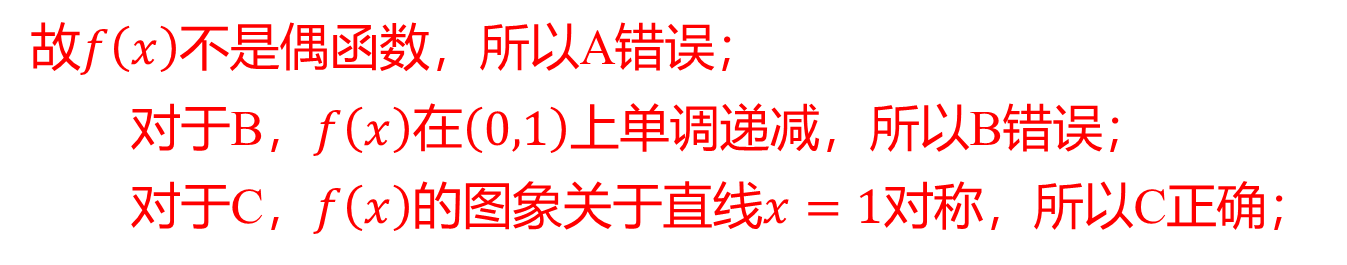 故f(x)不是偶函数，所以A错误；
对于B，f(x)在(0,1)上单调递减，所以B错误；
对于C，f(x)的图象关于直线x = 1对称，所以C正确；